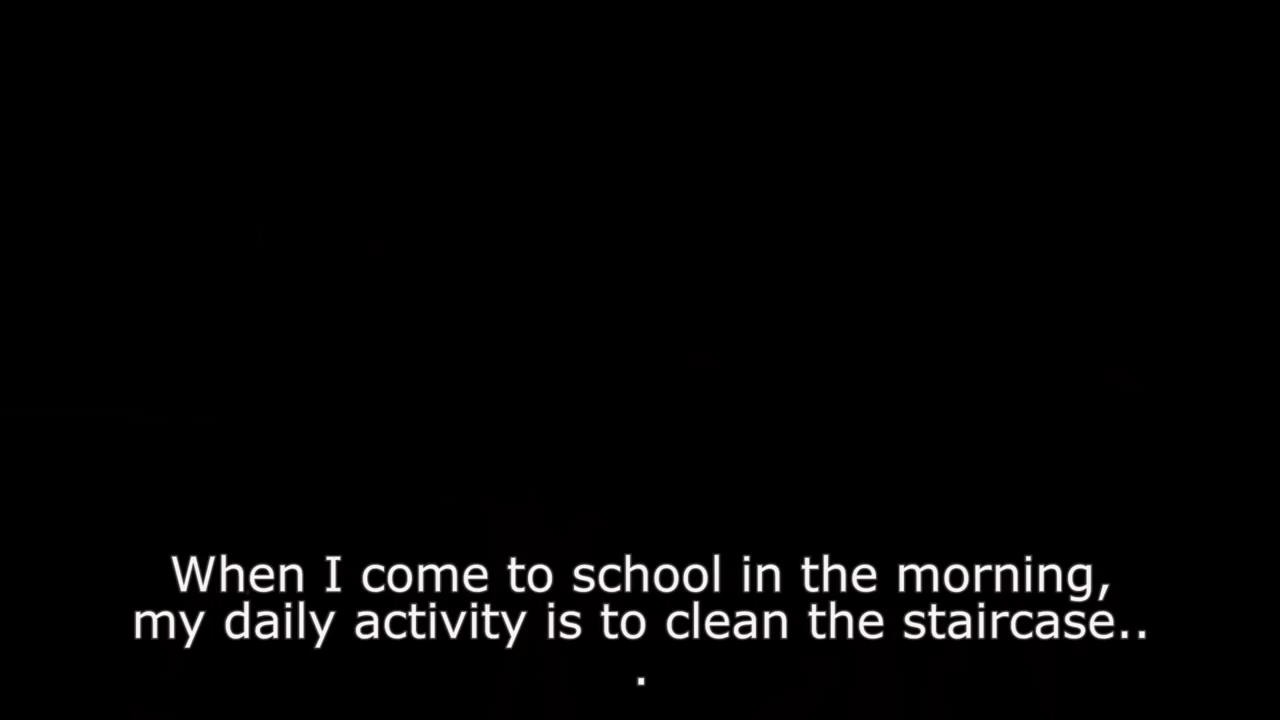 When I come to school in the morning,
my daily activity is to clean the staircase..
.